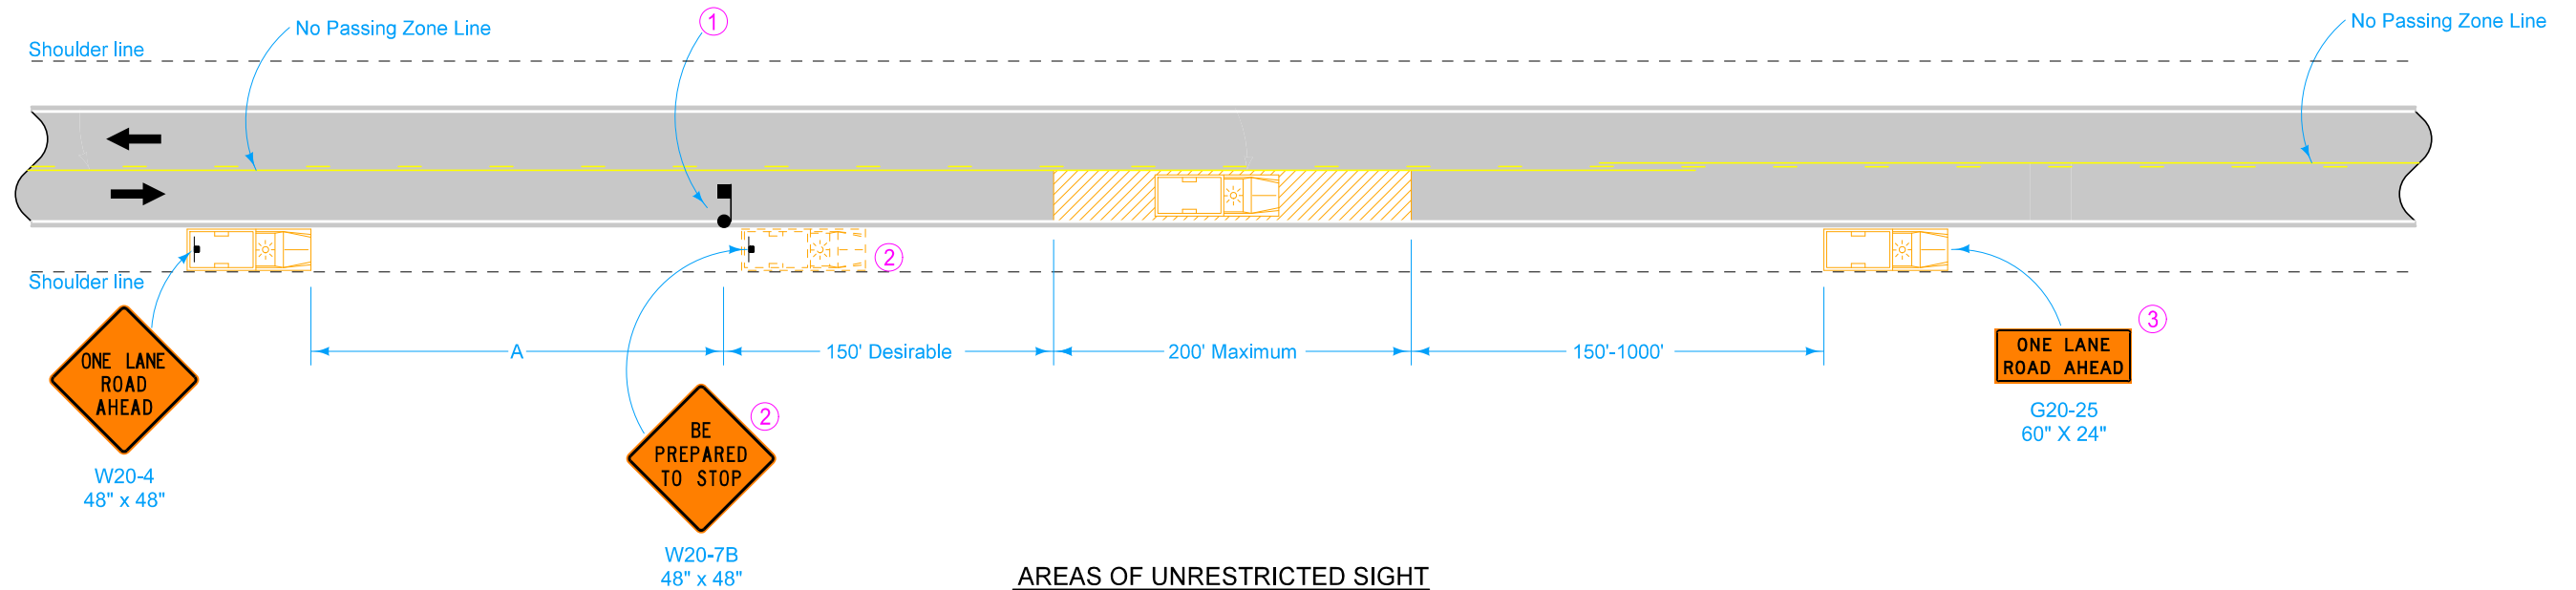 No Passing Zone Line
1
No Passing Zone Line
Shoulder line
2
Shoulder line
A
150' Desirable
200' Maximum
150'-1000'
ONE LANE
ROAD
AHEAD
W20-4
48" x 48"
2
BE
PREPARED
TO STOP
W20-7B
48" x 48"
3
ONE LANE
ROAD AHEAD
G20-25
60" X 24"
AREAS OF UNRESTRICTED SIGHT